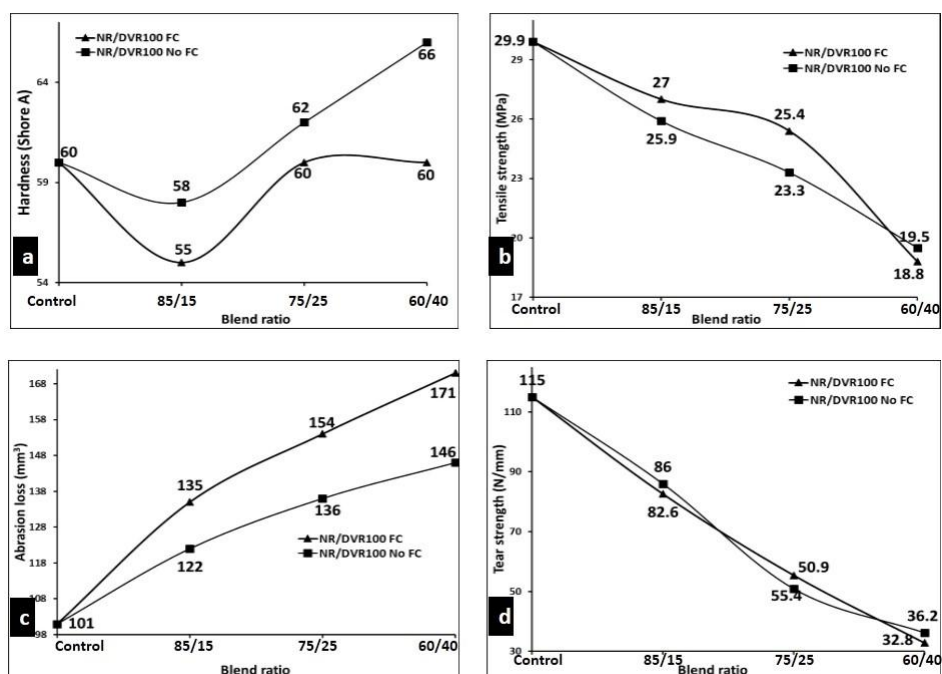 NR/DVR100 FC
NR/DVR100 No FC
Hardness (Shore A)
64
59
54
60
58
62
66
55
60
60
a
Control 85/15 75/25 60/40
Blend ratio
NR/DVR100 FC
NR/DVR100 No FC
Tensile strength (MPa)
29
26
23
20
17
29.9
27
25.4
25.9
23.3
19.5
18.8
b
Control 85/15 75/25 60/40
Blend ratio
Abrasion loss (mm³)
168
158
148
138
128
118
108
98
171
154
135
146
136
122
101
NR/DVR100 FC
NR/DVR100 No FC
c
Control 85/15 75/25 60/40
Blend ratio
115
NR/DVR100 FC
NR/DVR100 No FC
Tear strength (N/mm)
110
90
70
50
30
86
82.6
50.9
55.4
36.2
32.8
d
Control 85/15 75/25 60/40
Blend ratio